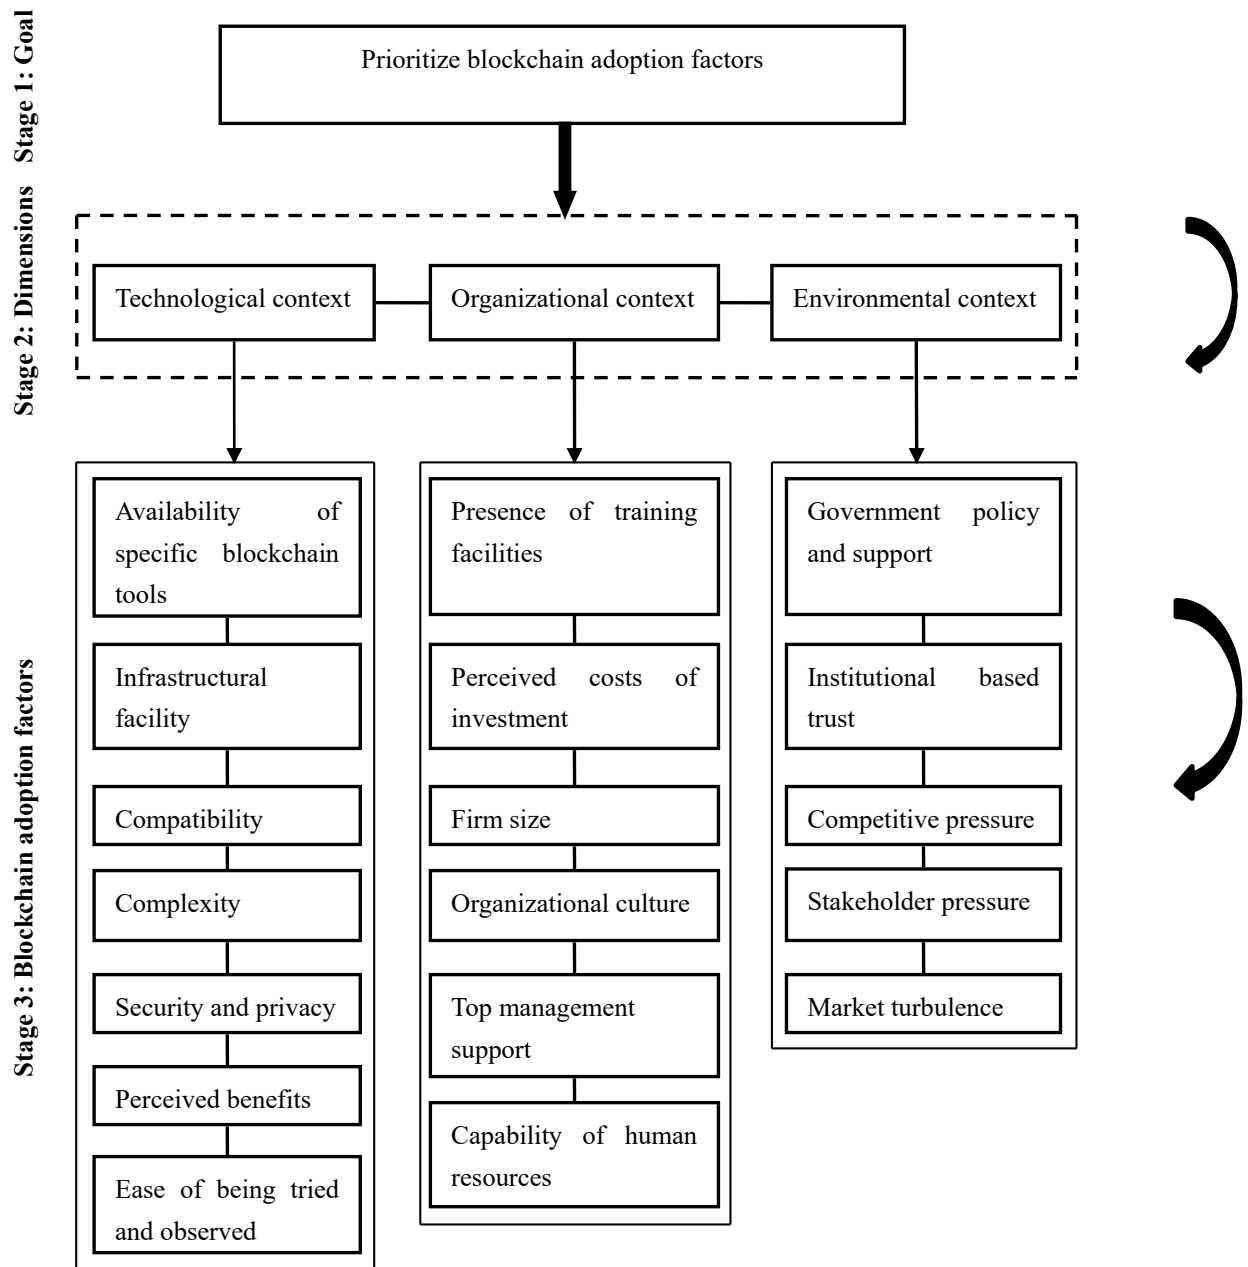 Stage 1: Goal
Prioritize blockchain adoption factors
Stage 2: Dimensions
Technological context
Organizational context
Environmental context
Stage 3: Blockchain adoption factors
Availability of
specific blockchain
tools
Infrastructural
facility
Compatibility
Complexity
Security and privacy
Perceived benefits
Ease of being tried
and observed
Presence of training
facilities
Perceived costs of
investment
Firm size
Organizational culture
Top management
support
Capability of human
resources
Government policy
and support
Institutional based
trust
Competitive pressure
Stakeholder pressure
Market turbulence